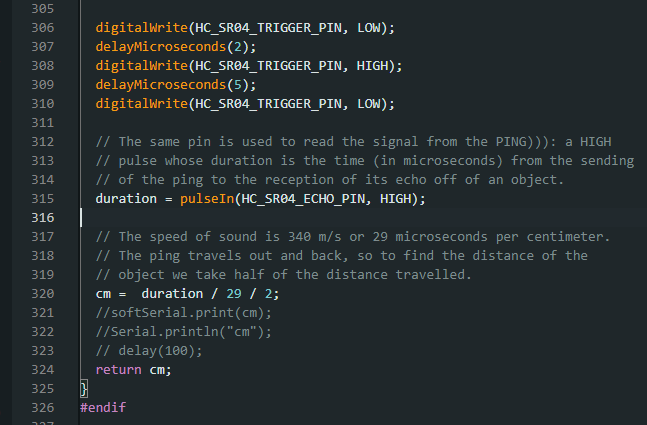 305
306 digitalWrite(HC_SR04_TRIGGER_PIN, LOW);
307 delayMicroseconds(2);
308 digitalWrite(HC_SR04_TRIGGER_PIN, HIGH);
309 delayMicroseconds(5);
310 digitalWrite(HC_SR04_TRIGGER_PIN, LOW);
311
312 // The same pin is used to read the signal from the PING))): a HIGH
313 // pulse whose duration is the time (in microseconds) from the sending
314 // of the ping to the reception of its echo off of an object.
315 duration = pulseIn(HC_SR04_ECHO_PIN, HIGH);
316
317 // The speed of sound is 340 m/s or 29 microseconds per centimeter.
318 // The ping travels out and back, so to find the distance of the
319 // object we take half of the distance travelled.
320 cm =  duration / 29 / 2;
321 //softSerial.print(cm);
322 //Serial.println("cm");
323 // delay(100);
324 return cm;
325 }
326 #endif
327